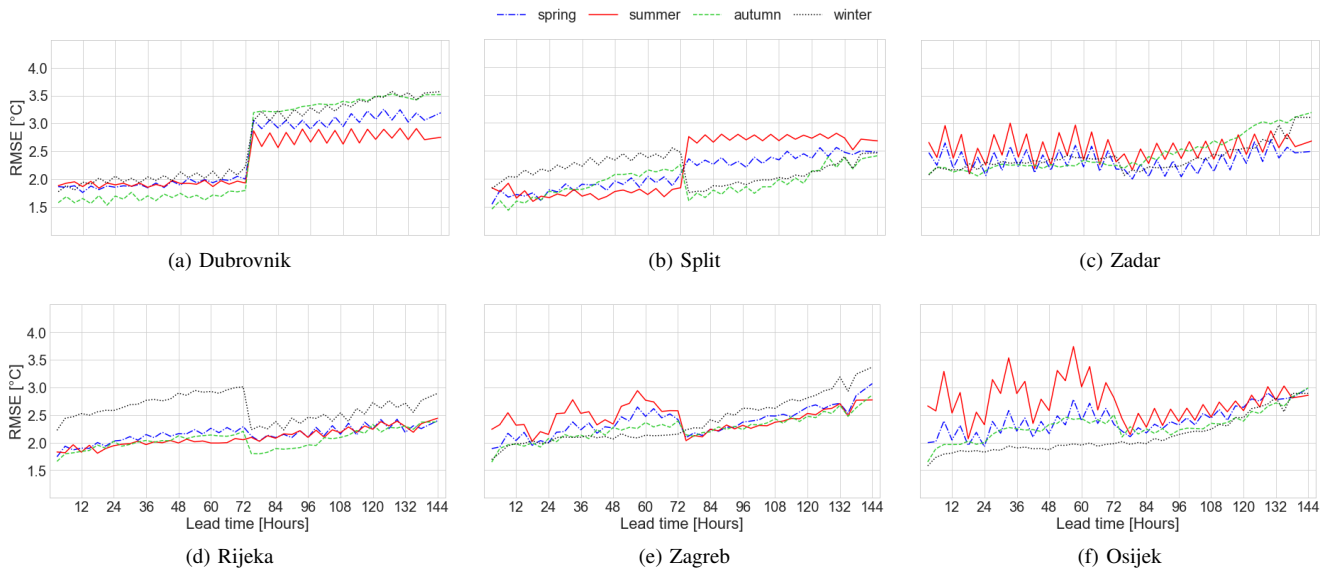 spring summer autumn winter
4.0
3.5
3.0
2.5
2.0
1.5
RMSE [°C]
(a) Dubrovnik
(b) Split
(c) Zadar
4.0
3.5
3.0
2.5
2.0
1.5
RMSE [°C]
12 24 36 48 60 72 84 96 108 120 132 144
12 24 36 48 60 72 84 96 108 120 132 144
12 24 36 48 60 72 84 96 108 120 132 144
Lead time [Hours]
Lead time [Hours]
Lead time [Hours]
(d) Rijeka
(e) Zagreb
(f) Osijek